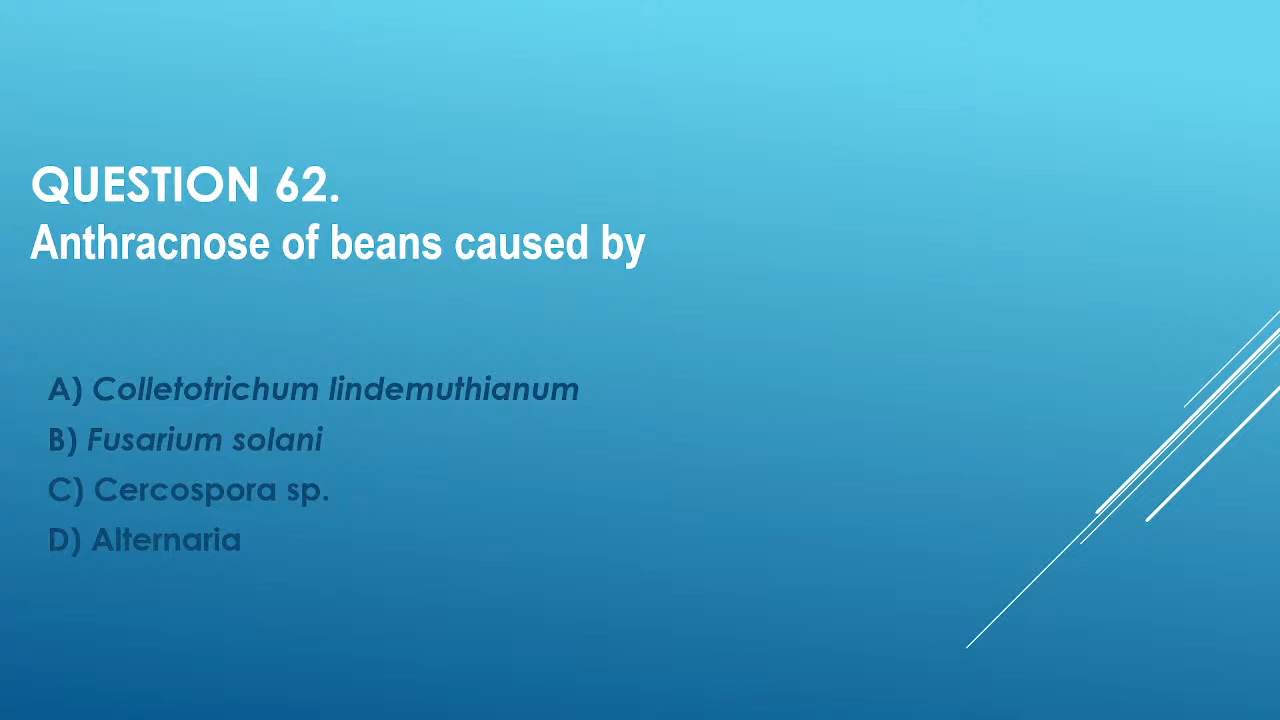 QUESTION 62.
Anthracnose of beans caused by
A) Colletotrichum lindemuthianum
B) Fusarium solani
C) Cercospora sp.
D) Alternaria